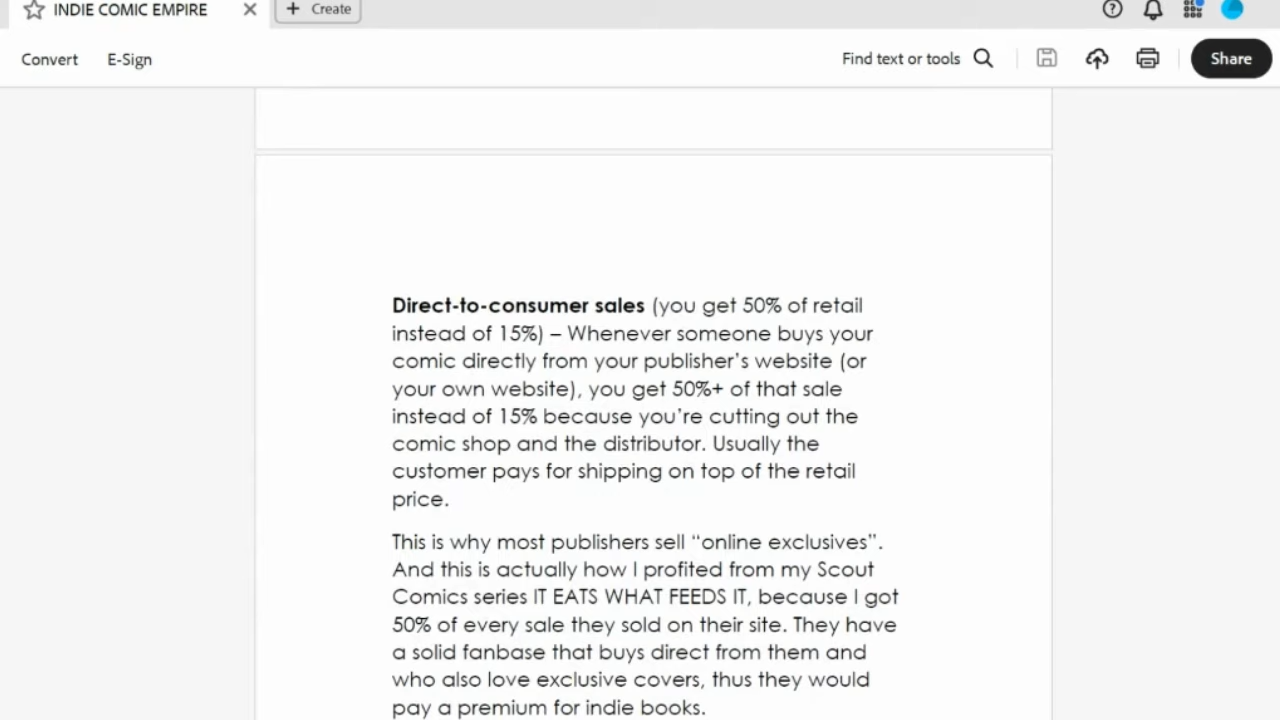 INDIE COMIC EMPIRE
+ Create
Convert
E-Sign
Find text or tools
Share
Direct-to-consumer sales (you get 50% of retail
instead of 15%) – Whenever someone buys your
comic directly from your publisher's website (or
your own website), you get 50%+ of that sale
instead of 15% because you're cutting out the
comic shop and the distributor. Usually the
customer pays for shipping on top of the retail
price.
This is why most publishers sell “online exclusives”.
And this is actually how I profited from my Scout
Comics series IT EATS WHAT FEEDS IT, because I got
50% of every sale they sold on their site. They have
a solid fanbase that buys direct from them and
who also love exclusive covers, thus they would
pay a premium for indie books.